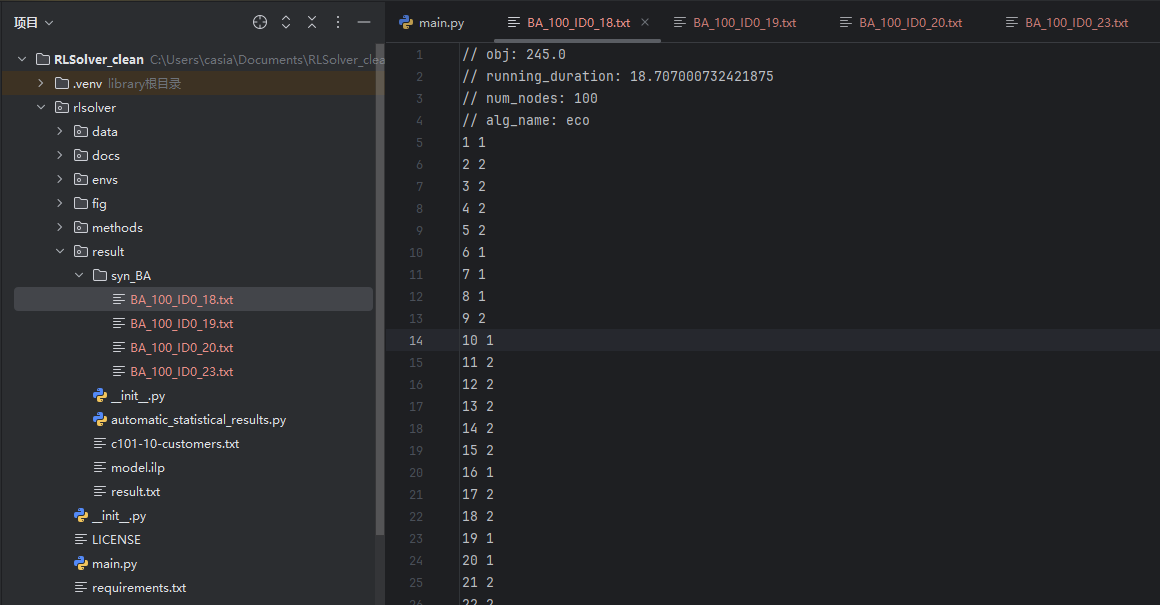 项目
RLSolver_clean C:\Users\casia\Documents\RLSolver_clea
.venv library根目录
rlsolver
data
docs
envs
fig
methods
result
syn_BA
BA_100_ID0_18.txt
BA_100_ID0_19.txt
BA_100_ID0_20.txt
BA_100_ID0_23.txt
__init__.py
automatic_statistical_results.py
c101-10-customers.txt
model.ilp
result.txt
__init__.py
LICENSE
main.py
requirements.txt
main.py BA_100_ID0_18.txt BA_100_ID0_19.txt BA_100_ID0_20.txt BA_100_ID0_23.txt
1 // obj: 245.0
2 // running_duration: 18.707000732421875
3 // num_nodes: 100
4 // alg_name: eco
5 1 1
6 2 2
7 3 2
8 4 2
9 5 2
10 6 1
11 7 1
12 8 1
13 9 2
14 10 1
15 11 2
16 12 2
17 13 2
18 14 2
19 15 2
20 16 1
21 17 2
22 18 2
23 19 1
24 20 1
25 21 2
26 22 2